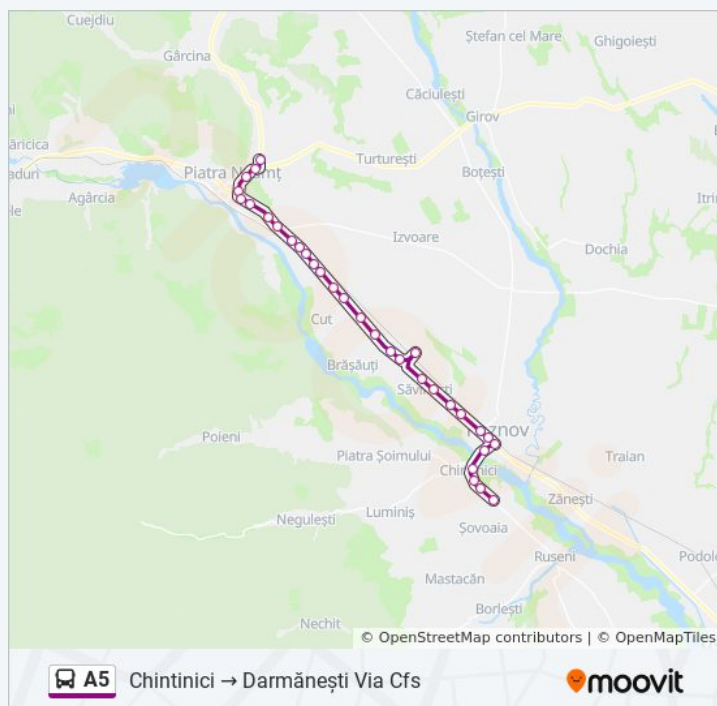 Cuejdiu
Ștefan cel Mare
Ghigoiești
Gârcina
Căciulești
Girov
Turturești
Piatra Neamț
Botești
Agârcia
Izvoare
Dochia
Cut
Brășăuți
Săvinești
Roznov
Poieni
Piatra Șoimului
Traian
Chintinici
Zănești
Luminiș
Negulești
Șovoaia
Ruseni
Mastacăn
Borlești
Nechit
© OpenStreetMap contributors | © OpenMapTiles
A5 Chintinici → Darmănești Via Cfs
moovit